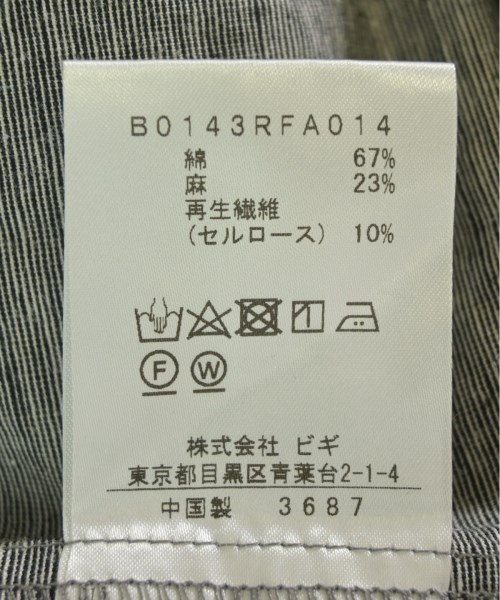 B0143RFA014
綿 67%
麻 23%
再生繊維
(セルロース) 10%
F W
株式会社 ビギ
東京都目黒区青葉台2-1-4
中国製 3687